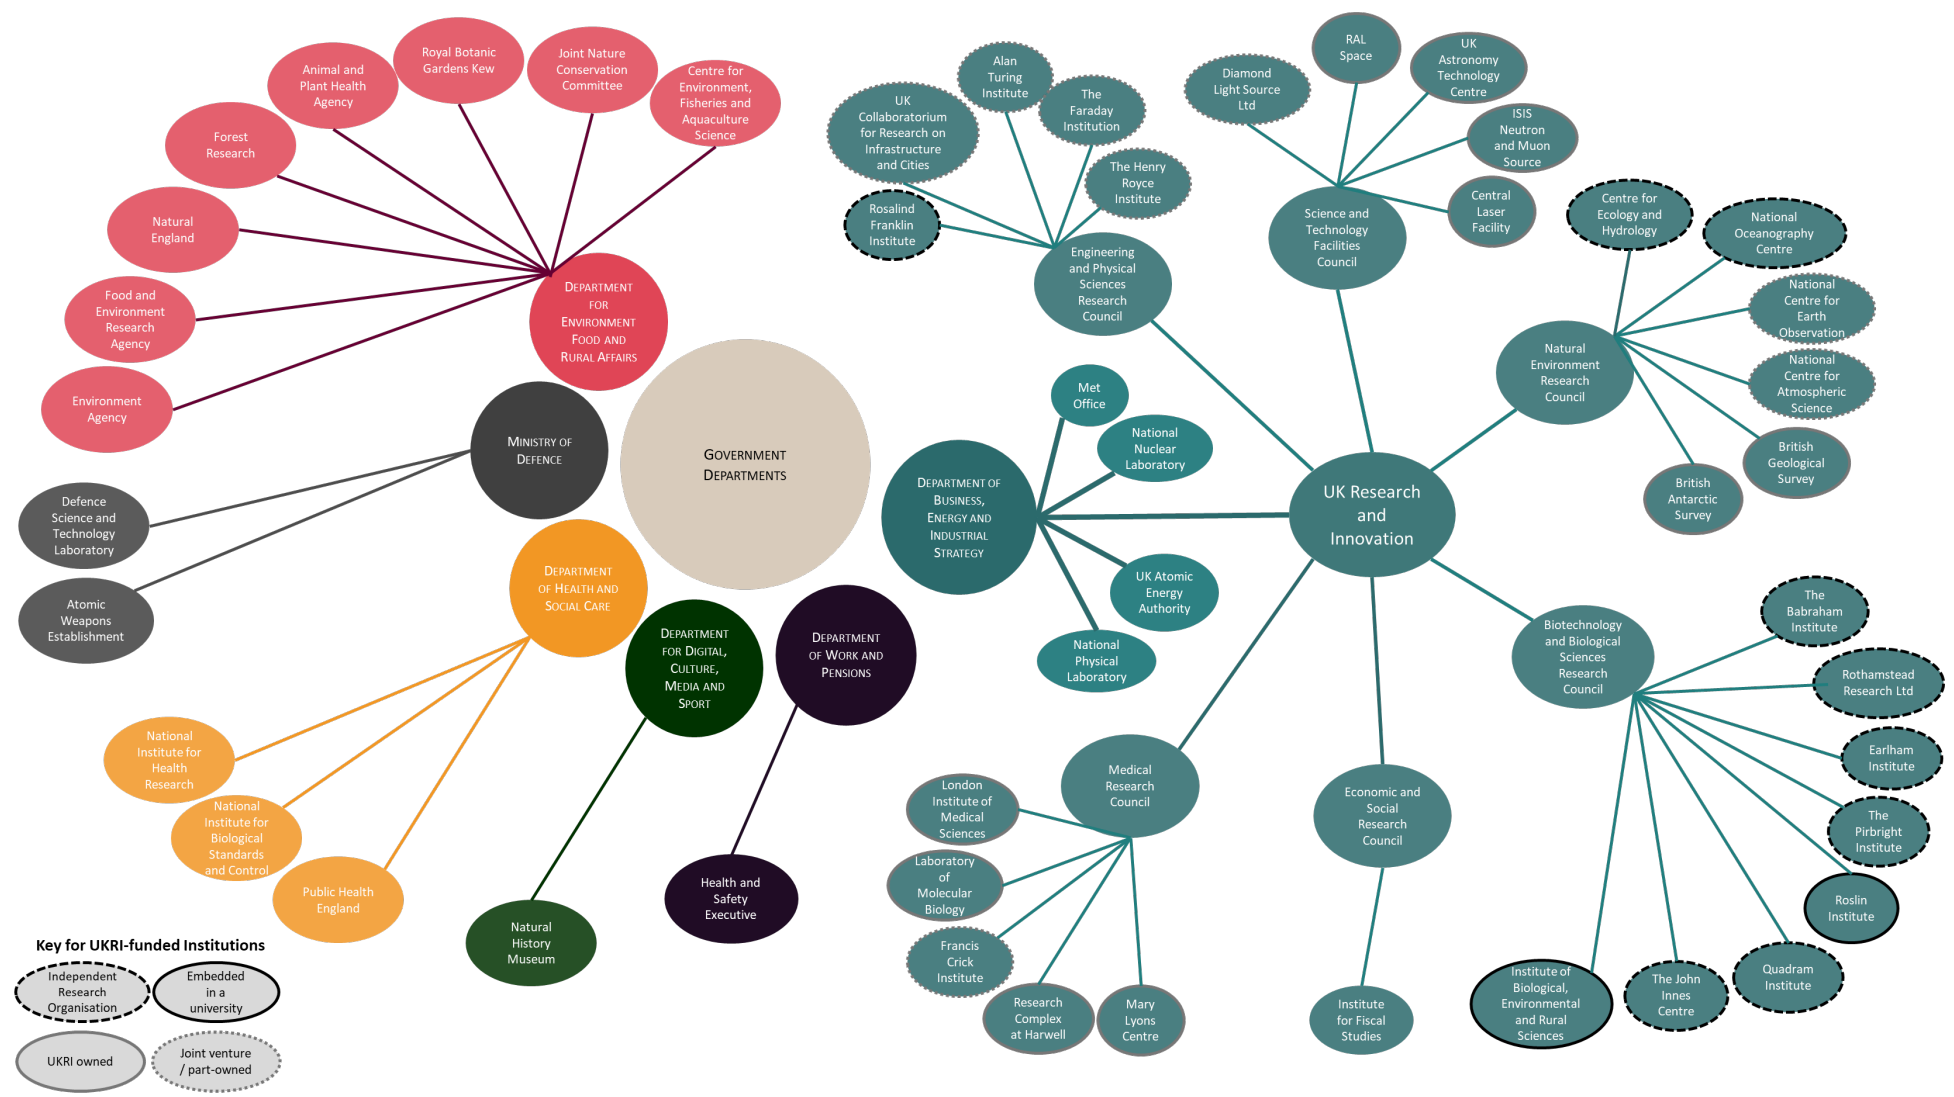 Animal and
Plant Health
Agency
Royal Botanic
Gardens Kew
Joint Nature
Conservation
Committee
Centre for
Environment,
Fisheries and
Aquaculture
Science
Forest
Research
Natural
England
Food and
Environment
Research
Agency
Environment
Agency
DEPARTMENT
FOR
ENVIRONMENT
FOOD AND
RURAL AFFAIRS
MINISTRY OF
DEFENCE
Defence
Science and
Technology
Laboratory
Atomic
Weapons
Establishment
GOVERNMENT
DEPARTMENTS
DEPARTMENT
OF HEALTH AND
SOCIAL CARE
National
Institute for
Health
Research
National
Institute for
Biological
Standards
and Control
Public Health
England
DEPARTMENT
FOR DIGITAL,
CULTURE,
MEDIA AND
SPORT
Natural
History
Museum
DEPARTMENT
OF WORK AND
PENSIONS
Health and
Safety
Executive
DEPARTMENT OF
BUSINESS,
ENERGY AND
INDUSTRIAL
STRATEGY
Met
Office
National
Nuclear
Laboratory
UK Atomic
Energy
Authority
National
Physical
Laboratory
UK Research
and
Innovation
UK
Collaboratorium
for Research on
Infrastructure
and Cities
Alan
Turing
Institute
The
Faraday
Institution
The Henry
Royce
Institute
Rosalind
Franklin
Institute
Engineering
and Physical
Sciences
Research
Council
Diamond
Light Source
Ltd
RAL
Space
UK
Astronomy
Technology
Centre
ISIS
Neutron
and Muon
Source
Central
Laser
Facility
Science and
Technology
Facilities
Council
Centre for
Ecology and
Hydrology
National
Oceanography
Centre
National
Centre for
Earth
Observation
National
Centre for
Atmospheric
Science
British
Geological
Survey
British
Antarctic
Survey
Natural
Environment
Research
Council
Biotechnology
and Biological
Sciences
Research
Council
The
Babraham
Institute
Rothamstead
Research Ltd
Earlham
Institute
The
Pirbright
Institute
Roslin
Institute
Quadram
Institute
The John
Innes
Centre
Institute of
Biological,
Environmental
and Rural
Sciences
Economic and
Social
Research
Council
Institute
for Fiscal
Studies
Medical
Research
Council
London
Institute of
Medical
Sciences
Laboratory
of
Molecular
Biology
Francis
Crick
Institute
Research
Complex
at Harwell
Mary
Lyons
Centre
Key for UKRI-funded Institutions
Independent
Research
Organisation
Embedded
in a
university
UKRI owned
Joint venture
/ part-owned